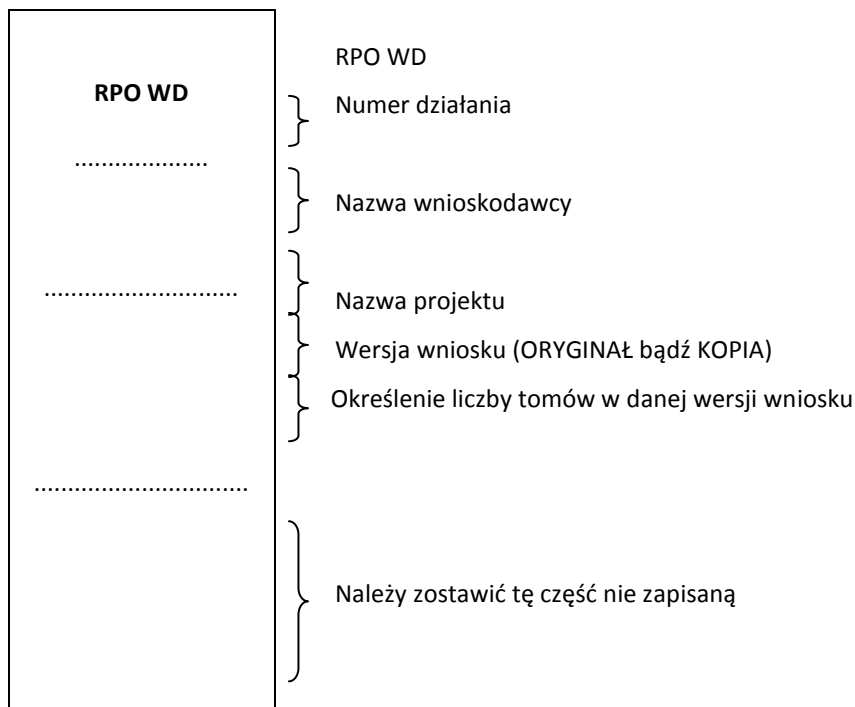 RPO WD
RPO WD
Numer działania
....................
Nazwa wnioskodawcy
.............................
Nazwa projektu
Wersja wniosku (ORYGINAŁ bądź KOPIA)
Określenie liczby tomów w danej wersji wniosku
................................
Należy zostawić tę część nie zapisaną